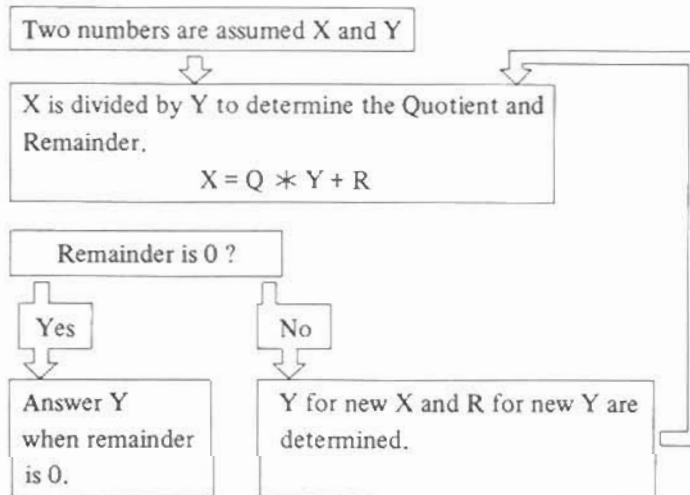 Two numbers are assumed X and Y
X is divided by Y to determine the Quotient and
Remainder.
X = Q * Y + R
Remainder is 0 ?
Yes
No
Answer Y
when remainder
is 0.
Y for new X and R for new Y are
determined.